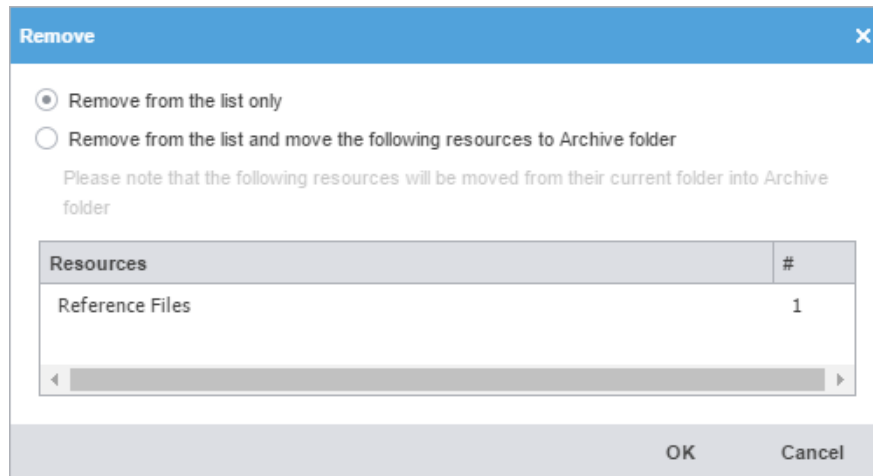 Remove
Remove from the list only
Remove from the list and move the following resources to Archive folder
Please note that the following resources will be moved from their current folder into Archive
folder
Resources #
Reference Files 1
OK Cancel